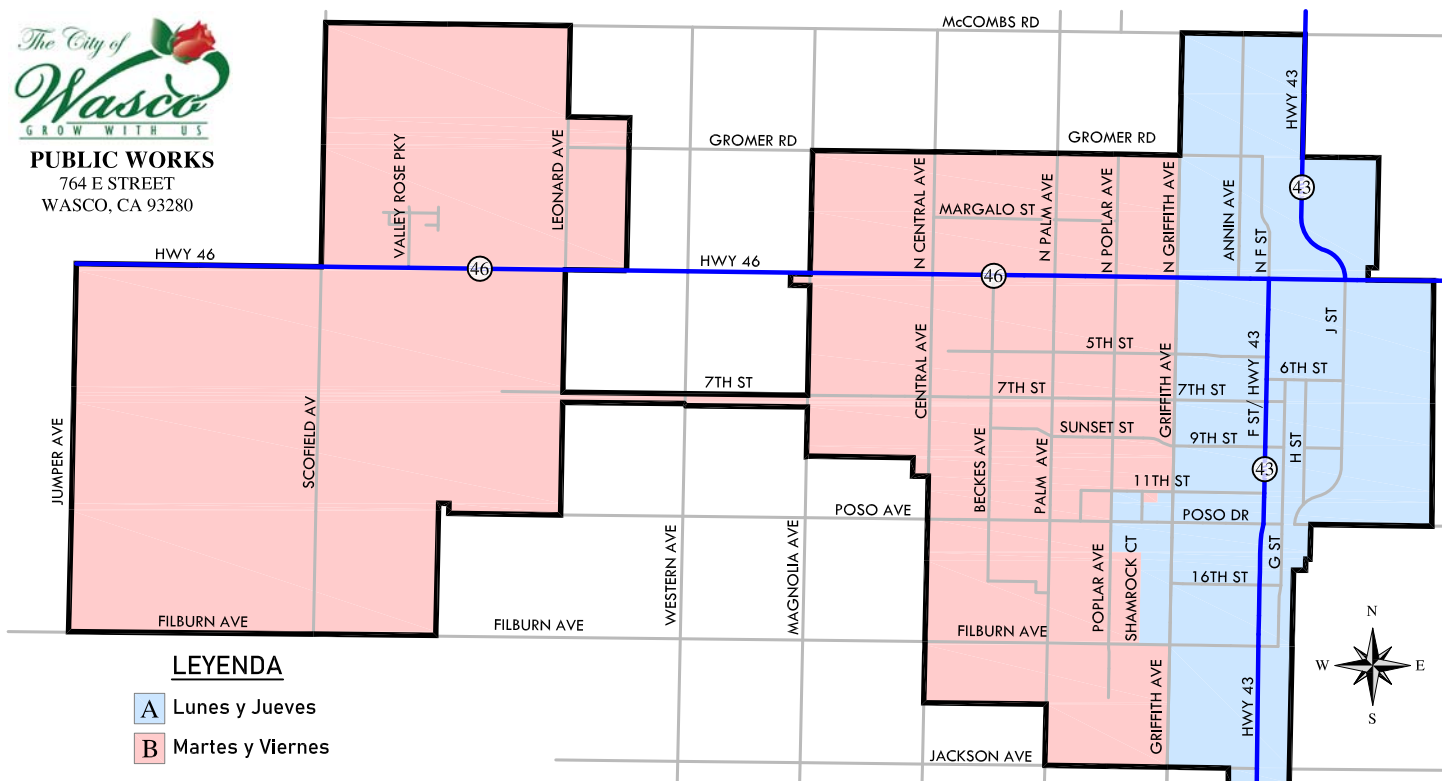 The City of
Wasco
GROW WITH US
PUBLIC WORKS
764 E STREET
WASCO, CA 93280
McCOMBS RD
HWY 43
GROMER RD
GROMER RD
VALLEY ROSE PKY
LEONARD AVE
N CENTRAL AVE
MARGALO ST
N PALM AVE
N POPLAR AVE
N GRIFFITH AVE
ANNIN AVE
N F ST
43
HWY 46
46
HWY 46
46
J ST
5TH ST
F ST/ HWY 43
6TH ST
7TH ST
7TH ST
7TH ST
CENTRAL AVE
GRIFFITH AVE
JUMPER AVE
SCOFIELD AV
BECKES AVE
PALM AVE
SUNSET ST
9TH ST
H ST
43
11TH ST
POSO AVE
POSO DR
WESTERN AVE
MAGNOLIA AVE
POPLAR AVE
SHAMROCK CT
G ST
16TH ST
FILBURN AVE
FILBURN AVE
FILBURN AVE
GRIFFITH AVE
HWY 43
JACKSON AVE
N
W
E
S
LEYENDA
A Lunes y Jueves
B Martes y Viernes